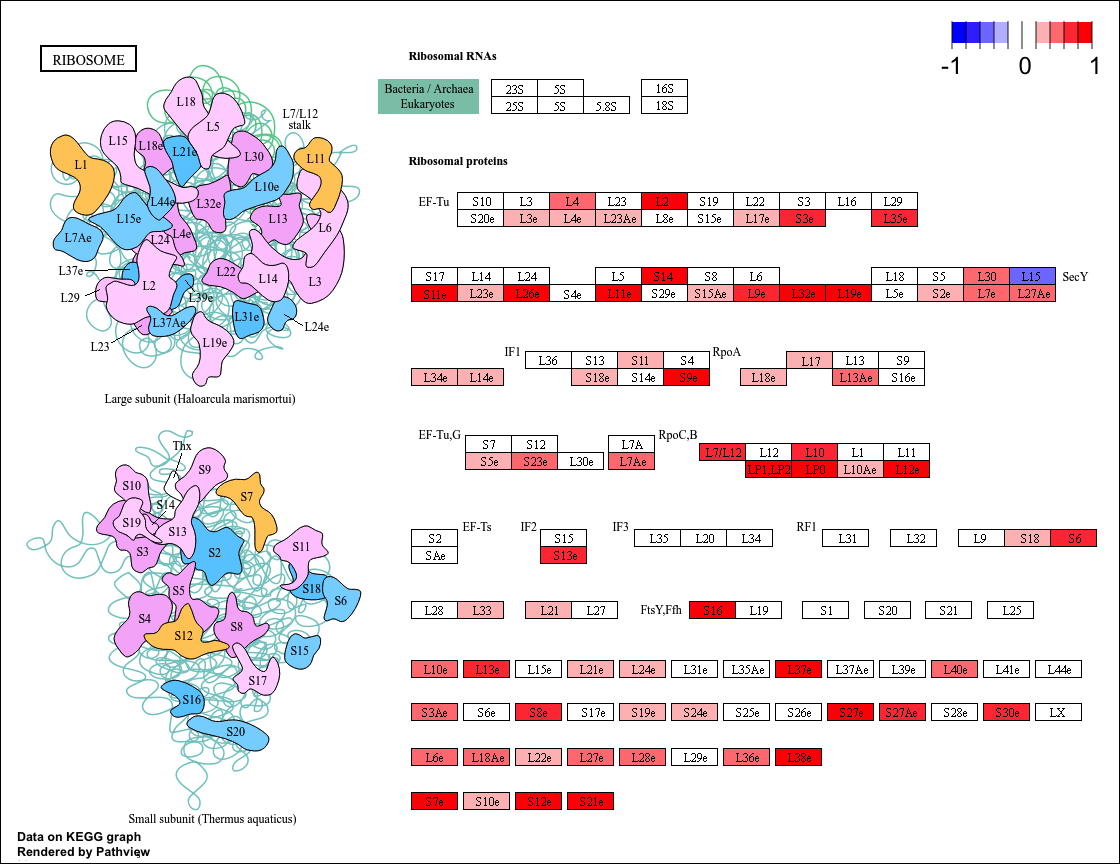 RIBOSOME
L18
L5
L7/L12
stalk
L15
L18e
L21e
L30
L11
L1
L10e
L44e
L32e
L15e
L13
L6
L7Ae
L24
L4e
L37e
L22
L14
L3
L2
L29
L39e
L37Ae
L31e
L24e
L23
L19e
Large subunit (Haloarcula marismortui)
Thx
S9
S10
S7
S14
S19
S13
S3
S2
S11
S5
S18
S6
S4
S12
S8
S15
S17
S16
S20
Small subunit (Thermus aquaticus)
Data on KEGG graph
Rendered by Pathview
-1 0 1
Ribosomal RNAs
Bacteria / Archaea 23S 5S 16S
Eukaryotes 25S 5S 5.8S 18S
Ribosomal proteins
EF-Tu S10 L3 L4 L23 L2 S19 L22 S3 L16 L29
S20e L3e L4e L23Ae L8e S15e L17e S3e L35e
S17 L14 L24 L5 S14 S8 L6 L18 S5 L30 L15 SecY
S11e L23e L26e S4e L11e S29e S15Ae L9e L32e L19e L5e S2e L7e L27Ae
IF1 L36 S13 S11 S4 RpoA L17 L13 S9
L34e L14e S18e S14e S9e L18e L13Ae S16e
EF-Tu,G S7 S12 L7A RpoC,B L7/L12 L12 L10 L1 L11
S5e S23e L30e L7Ae LP1,LP2 LP0 L10Ae L12e
S2 EF-Ts IF2 S15 IF3 L35 L20 L34 RF1 L31 L32 L9 S18 S6
SAe S13e
L28 L33 L21 L27 FtsY,Ffh S16 L19 S1 S20 S21 L25
L10e L13e L15e L21e L24e L31e L35Ae L37e L37Ae L39e L40e L41e L44e
S3Ae S6e S8e S17e S19e S24e S25e S26e S27e S27Ae S28e S30e LX
L6e L18Ae L22e L27e L28e L29e L36e L38e
S7e S10e S12e S21e